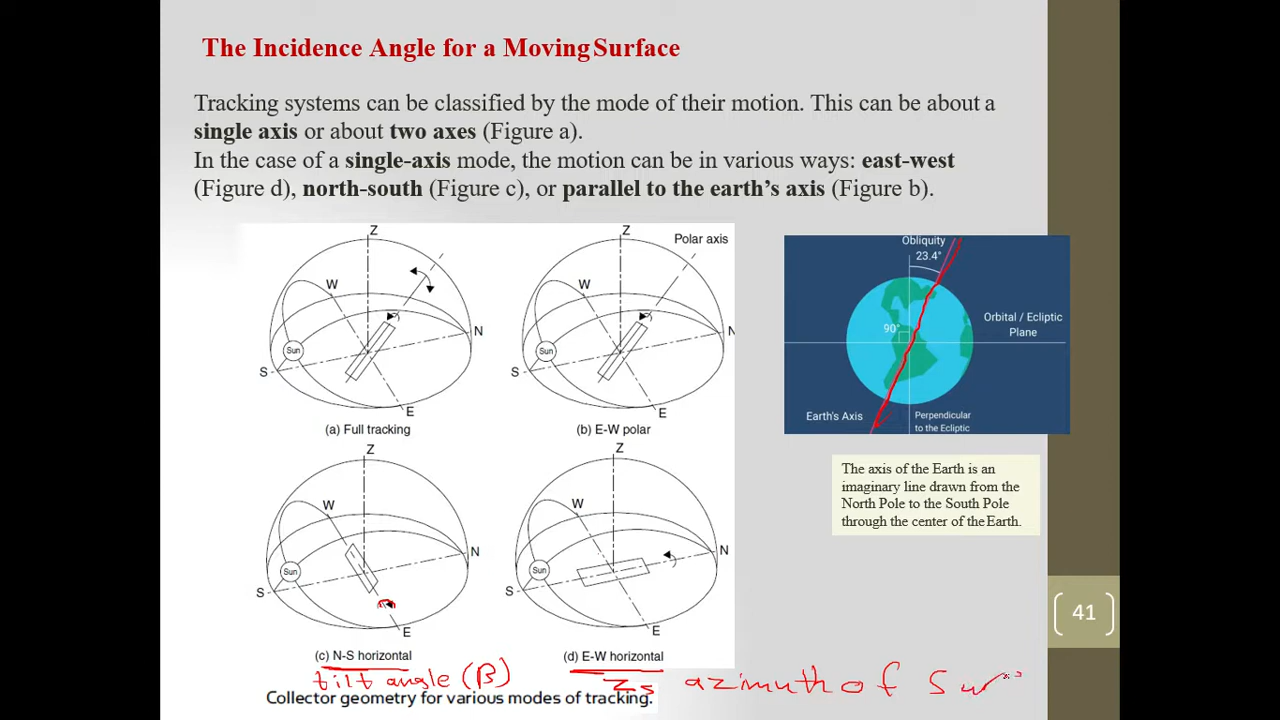 The Incidence Angle for a Moving Surface
Tracking systems can be classified by the mode of their motion. This can be about a
single axis or about two axes (Figure a).
In the case of a single-axis mode, the motion can be in various ways: east-west
(Figure d), north-south (Figure c), or parallel to the earth's axis (Figure b).
Z
W
N
Sun
S
E
(a) Full tracking
Z
Polar axis
W
N
Sun
S
E
(b) E-W polar
Obliquity
23.4°
90°
Orbital / Ecliptic
Plane
Earth's Axis
Perpendicular
to the Ecliptic
Z
W
N
Sun
S
E
(c) N-S horizontal
tilt angle (β)
Z
W
N
Sun
S
E
(d) E-W horizontal
Zs azimuth of
Collector geometry for various modes of tracking.
The axis of the Earth is an
imaginary line drawn from the
North Pole to the South Pole
through the center of the Earth.
41